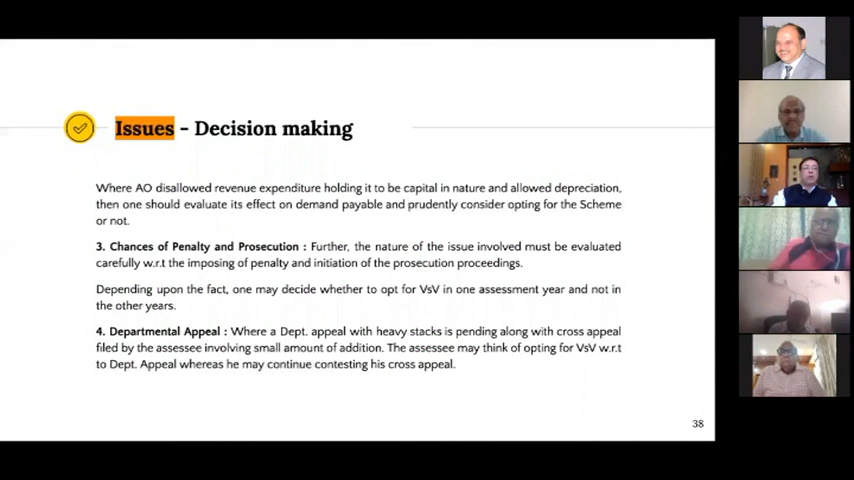 Issues - Decision making
Where AO disallowed revenue expenditure holding it to be capital in nature and allowed depreciation,
then one should evaluate its effect on demand payable and prudently consider opting for the Scheme
or not.
3. Chances of Penalty and Prosecution : Further, the nature of the issue involved must be evaluated
carefully w.r.t the imposing of penalty and initiation of the prosecution proceedings.
Depending upon the fact, one may decide whether to opt for VsV in one assessment year and not in
the other years.
4. Departmental Appeal : Where a Dept. appeal with heavy stacks is pending along with cross appeal
filed by the assessee involving small amount of addition. The assessee may think of opting for VsV w.r.t
to Dept. Appeal whereas he may continue contesting his cross appeal.
38